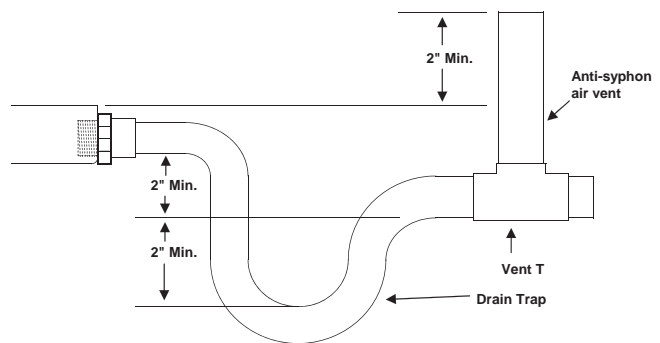 2" Min.
Anti-syphon
air vent
2" Min.
2" Min.
Vent T
Drain Trap